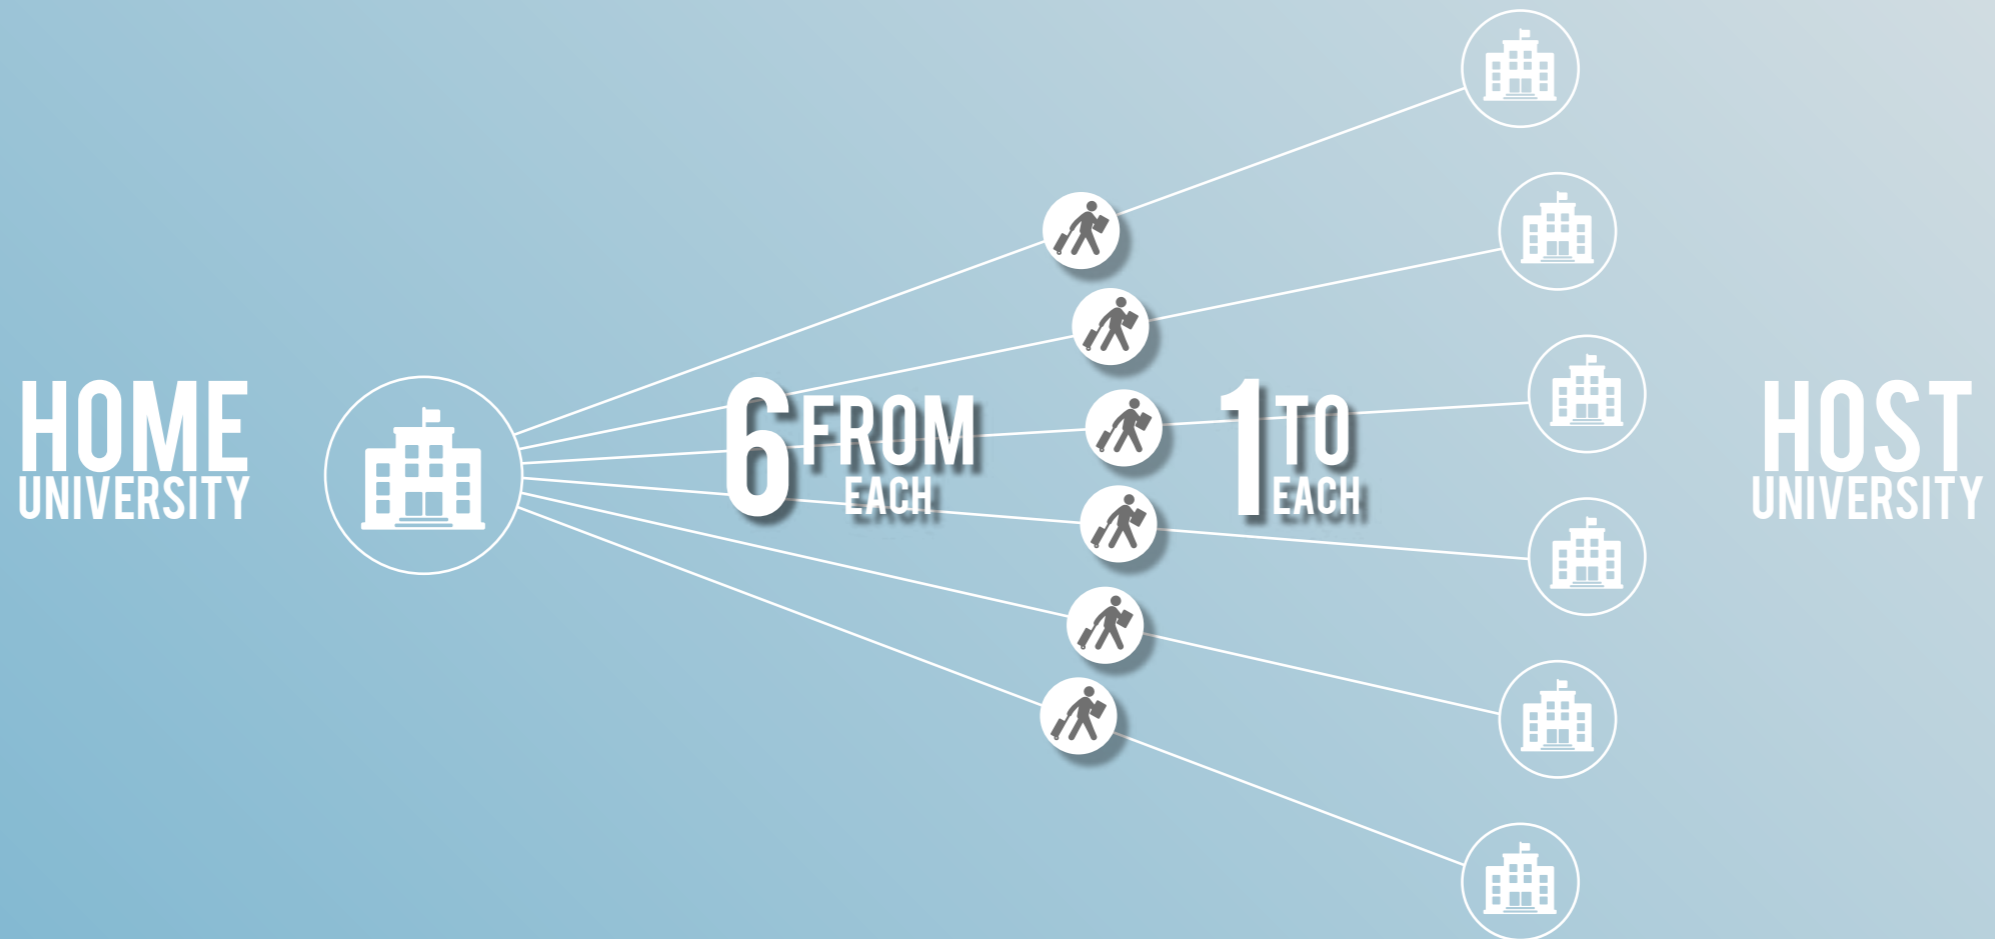 HOME
UNIVERSITY
6 FROM
EACH
1 TO
EACH
HOST
UNIVERSITY